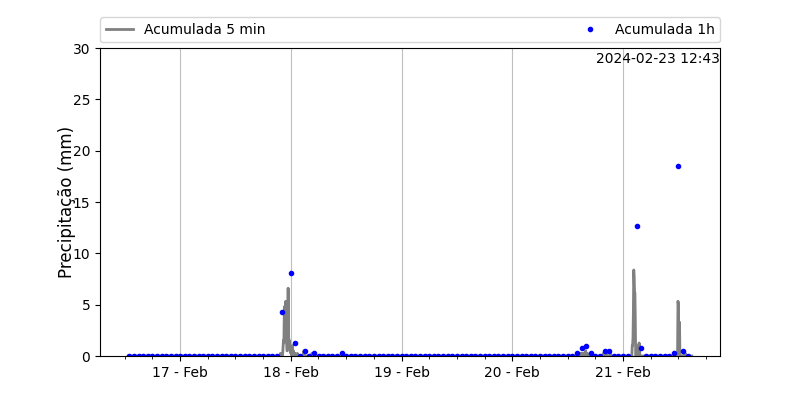 Acumulada 5 min
Acumulada 1h
2024-02-23 12:43
Precipitação (mm)
30
25
20
15
10
5
0
17 - Feb
18 - Feb
19 - Feb
20 - Feb
21 - Feb